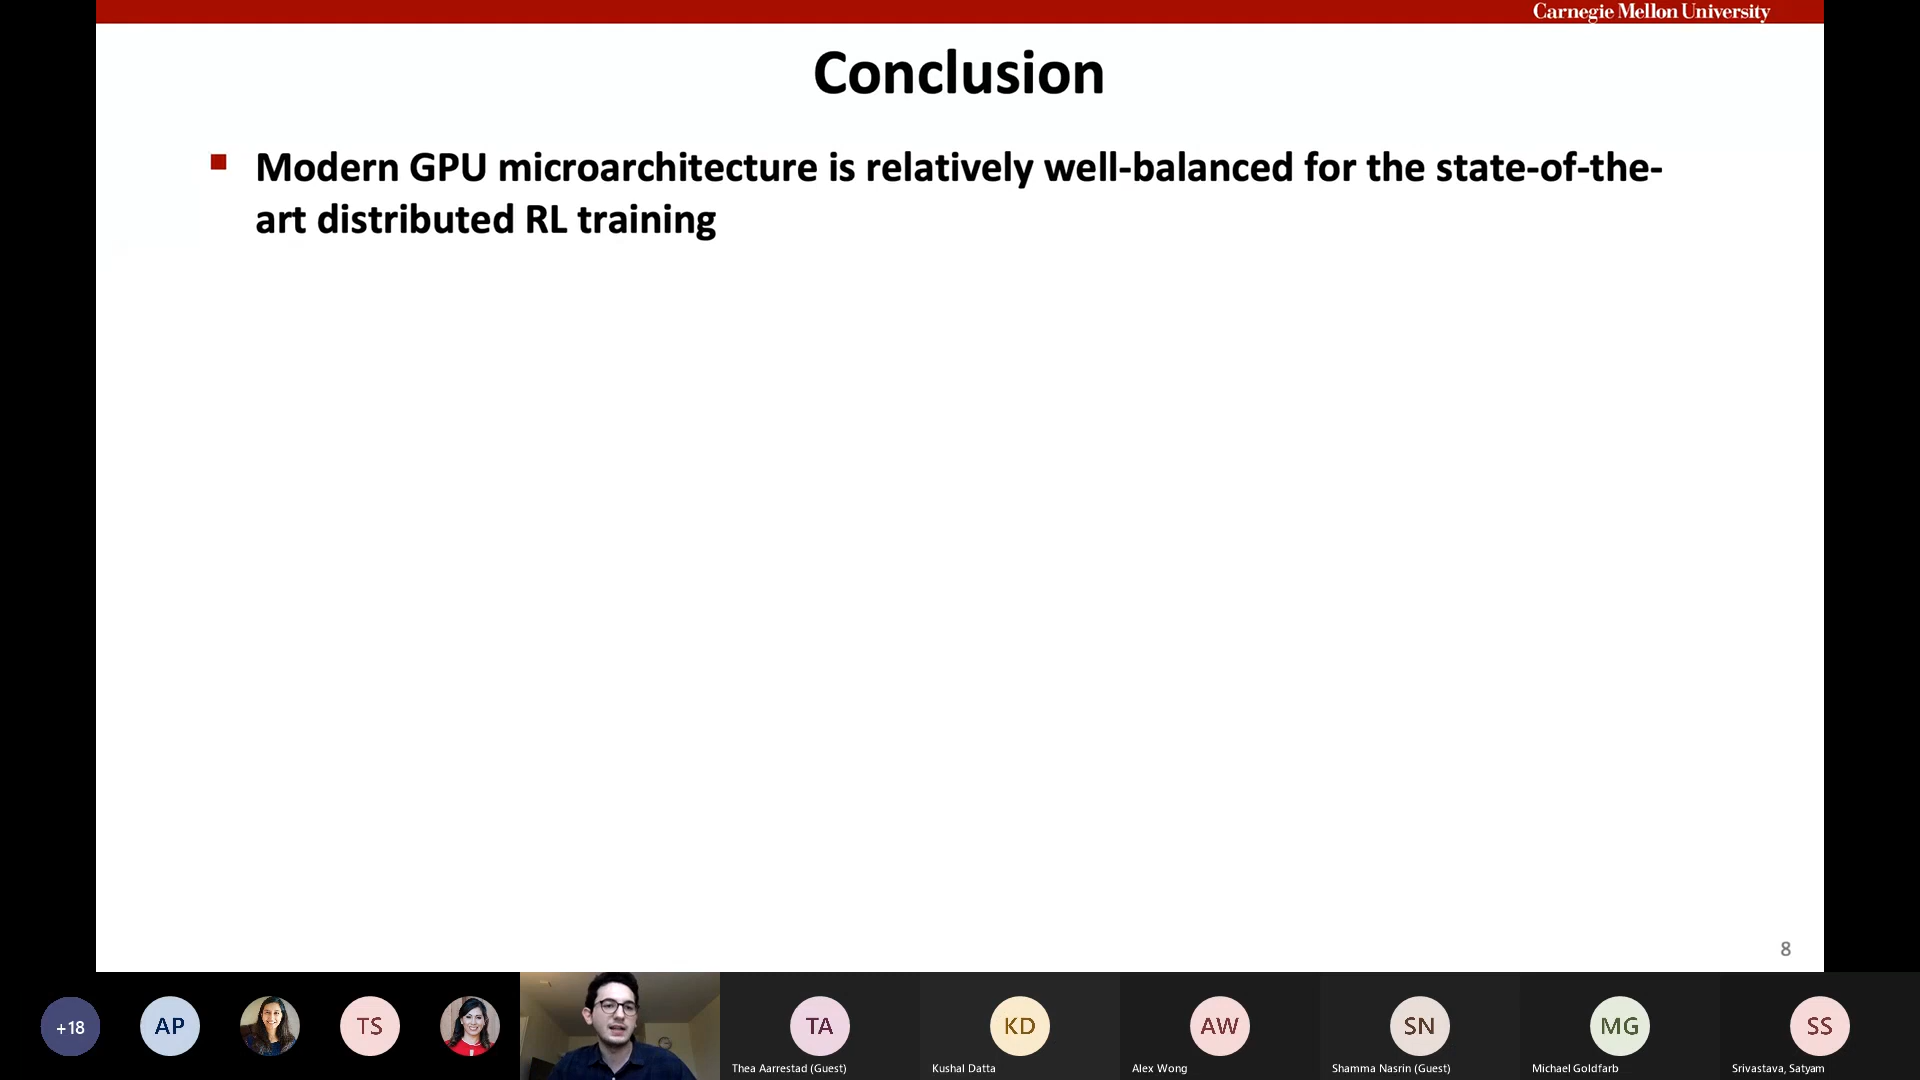 Carnegie Mellon University
Conclusion
Modern GPU microarchitecture is relatively well-balanced for the state-of-the-
art distributed RL training
8
+18
AP
TS
TA
KD
AW
SN
MG
SS
Thea Aarrestad (Guest)
Kushal Datta
Alex Wong
Shamma Nasrin (Guest)
Michael Goldfarb
Srivastava, Satyam